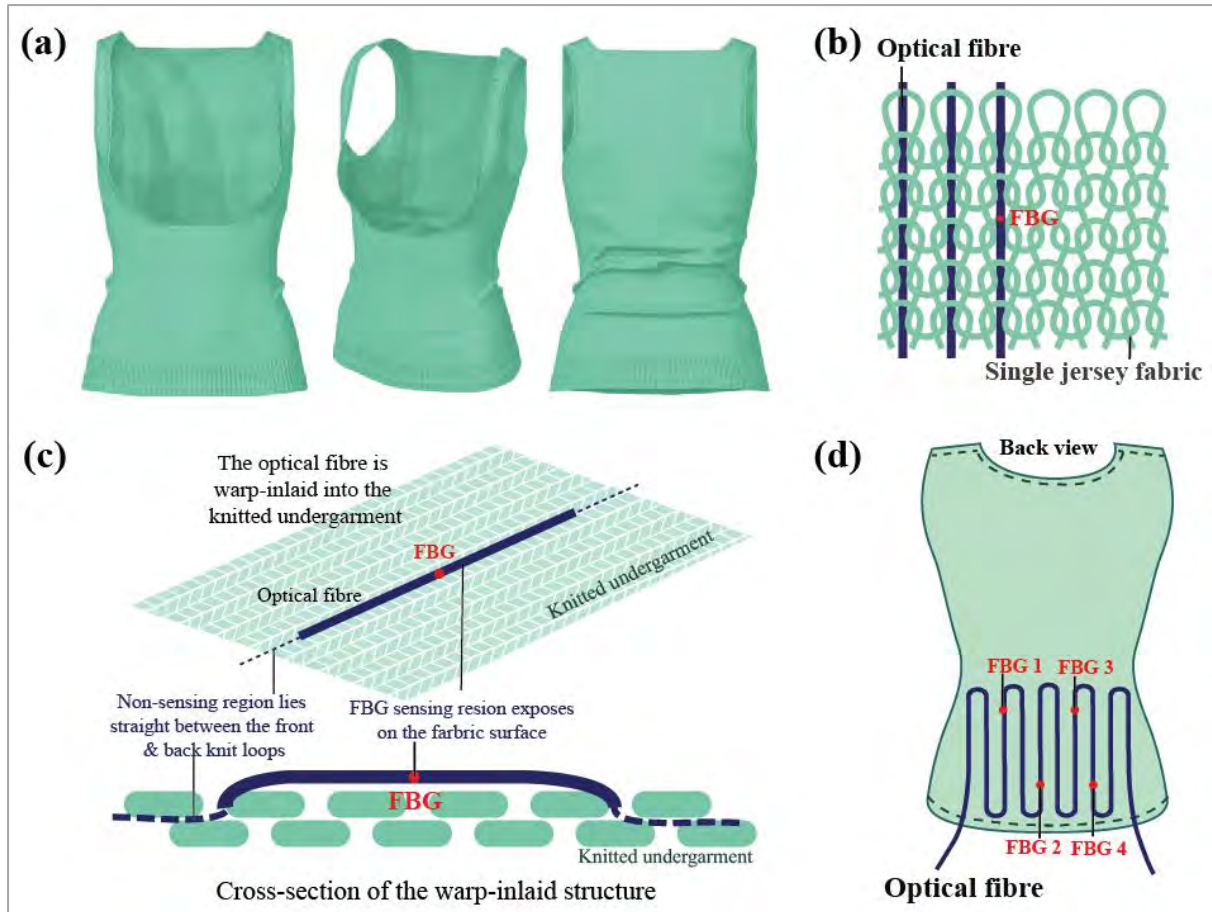 (a)
(b)
Optical fibre
FBG
Single jersey fabric
(c)
The optical fibre is
warp-inlaid into the
knitted undergarment
FBG
Optical fibre
Knitted undergarment
Non-sensing region lies
straight between the front
& back knit loops
FBG sensing resion exposes
on the farbric surface
FBG
Knitted undergarment
Cross-section of the warp-inlaid structure
(d)
Back view
FBG 1
FBG 3
FBG 2
FBG 4
Optical fibre